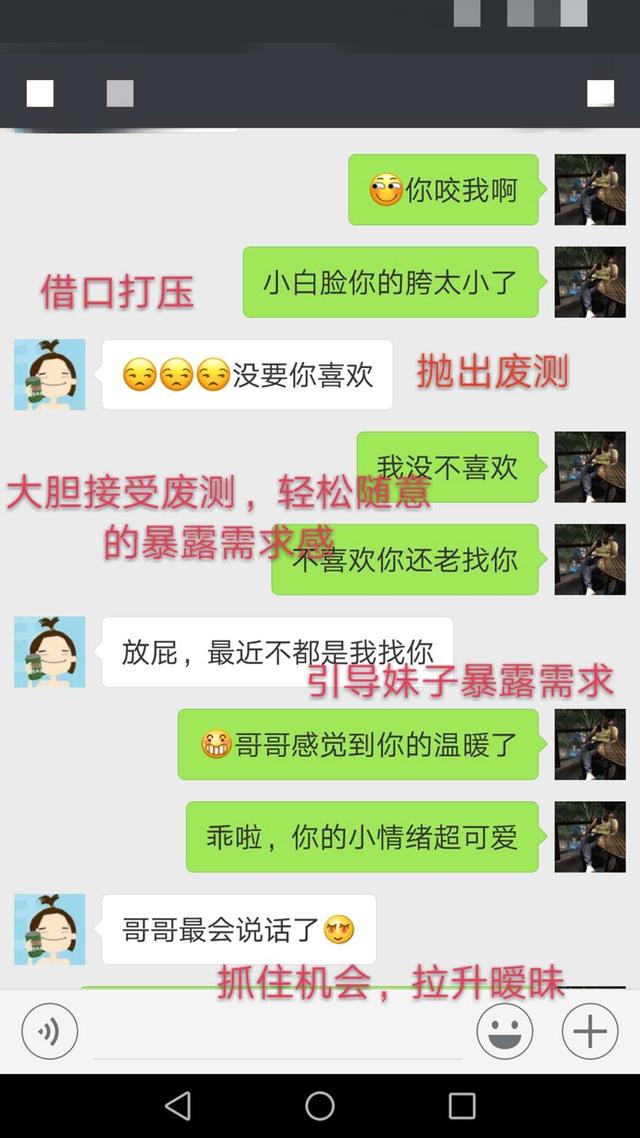 你咬我啊
小白脸你的胯太小了
借口打压
没要你喜欢
抛出废测
我没不喜欢
大胆接受废测，轻松随意
的暴露需求感
不喜欢你还老找你
放屁，最近不都是我找你
引导妹子暴露需求
哥哥感觉到你的温暖了
乖啦，你的小情绪超可爱
哥哥最会说话了
抓住机会，拉升暧昧